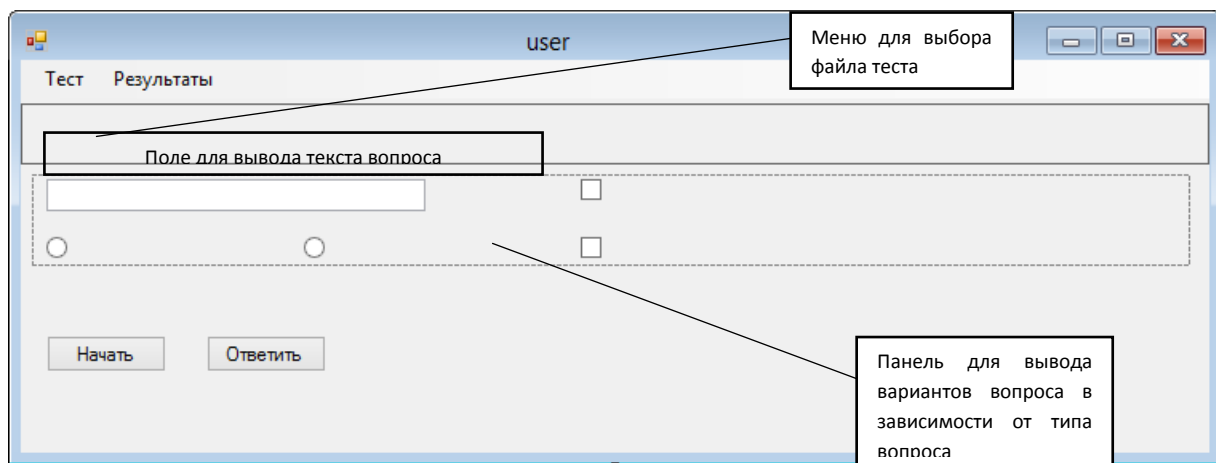 user
Меню для выбора
файла теста
Тест Результаты
Поле для вывода текста вопроса
Начать Ответить
Панель для вывода
вариантов вопроса в
зависимости от типа
вопроса